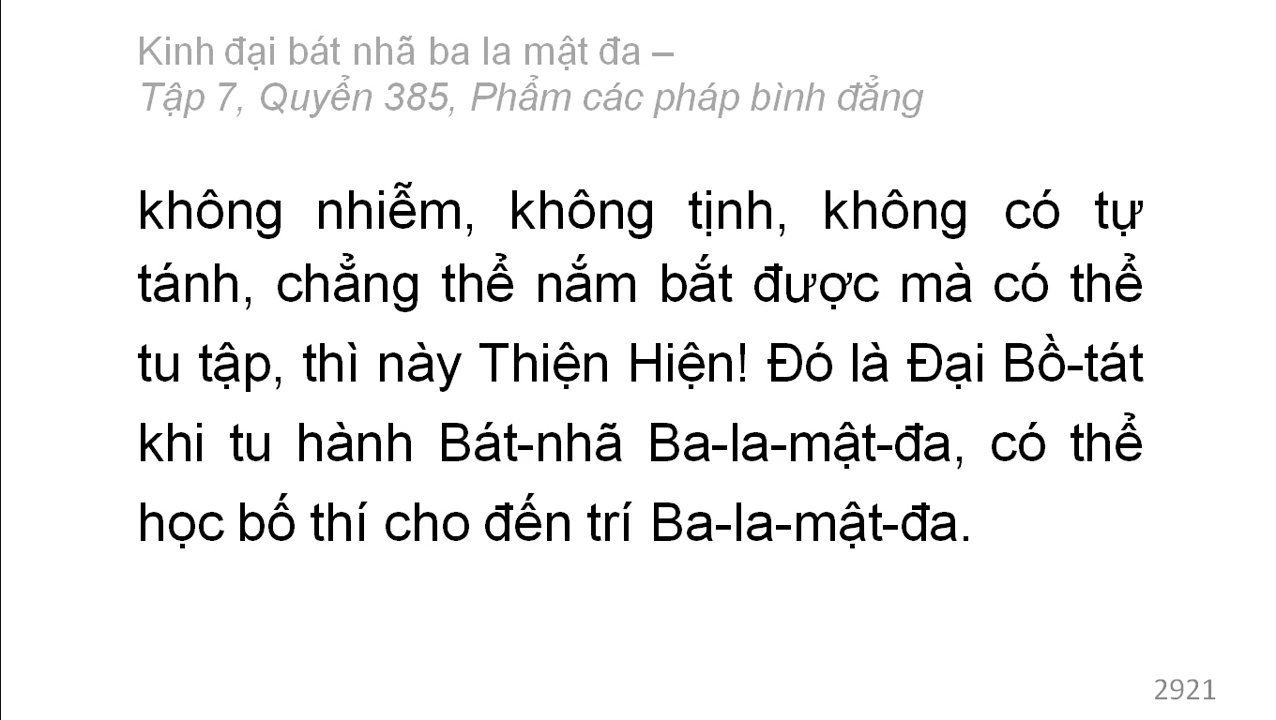 Kinh đại bát nhã ba la mật đa –
Tập 7, Quyển 385, Phẩm các pháp bình đẳng
không nhiễm, không tịnh, không có tự
tánh, chẳng thể nắm bắt được mà có thể
tu tập, thì này Thiện Hiện! Đó là Đại Bồ-tát
khi tu hành Bát-nhã Ba-la-mật-đa, có thể
học bố thí cho đến trí Ba-la-mật-đa.
2921